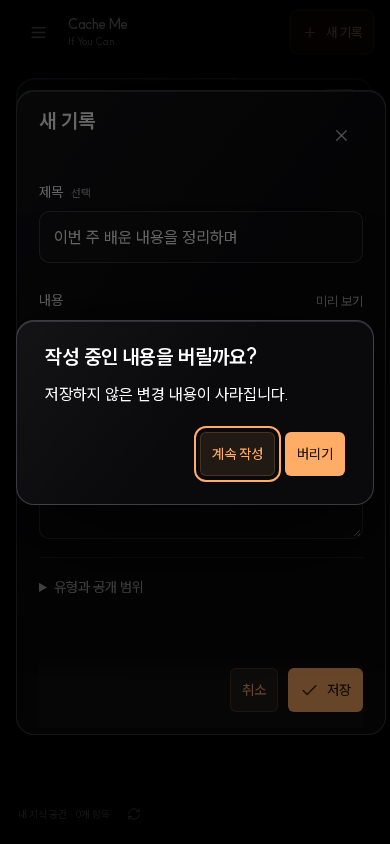 Cache Me
If You Can.
새 기록
새 기록
제목 선택
이번 주 배운 내용을 정리하며
내용 미리 보기
작성 중인 내용을 버릴까요?
저장하지 않은 변경 내용이 사라집니다.
계속 작성 버리기
유형과 공개 범위
취소 저장
내 지식 공간 0개 항목